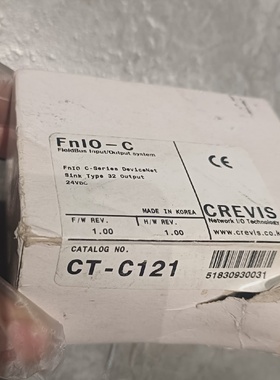 FnIO-C
FieldBus Input/Output System
FnIO C-Series DeviceNet
Sink Type 32 Output
24VDC
CE
MADE IN KOREA
CREVIS
F/W REV.
H/W REV.
Network I/O Technology
1.00
1.00
www.crevis.co.k
CATALOG NO.
CT-C121
51830930031